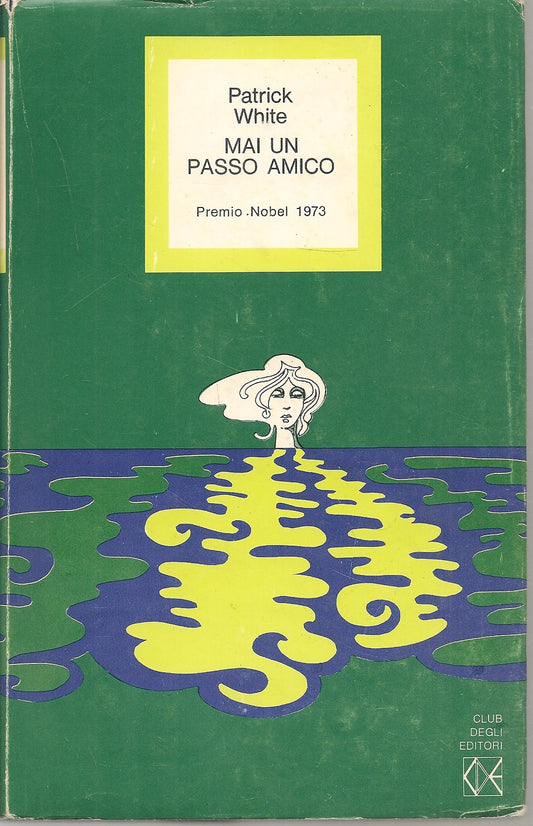 Patrick
White
MAI UN
PASSO AMICO
Premio .Nobel 1973
CLUB
DEGLI
EDITORI